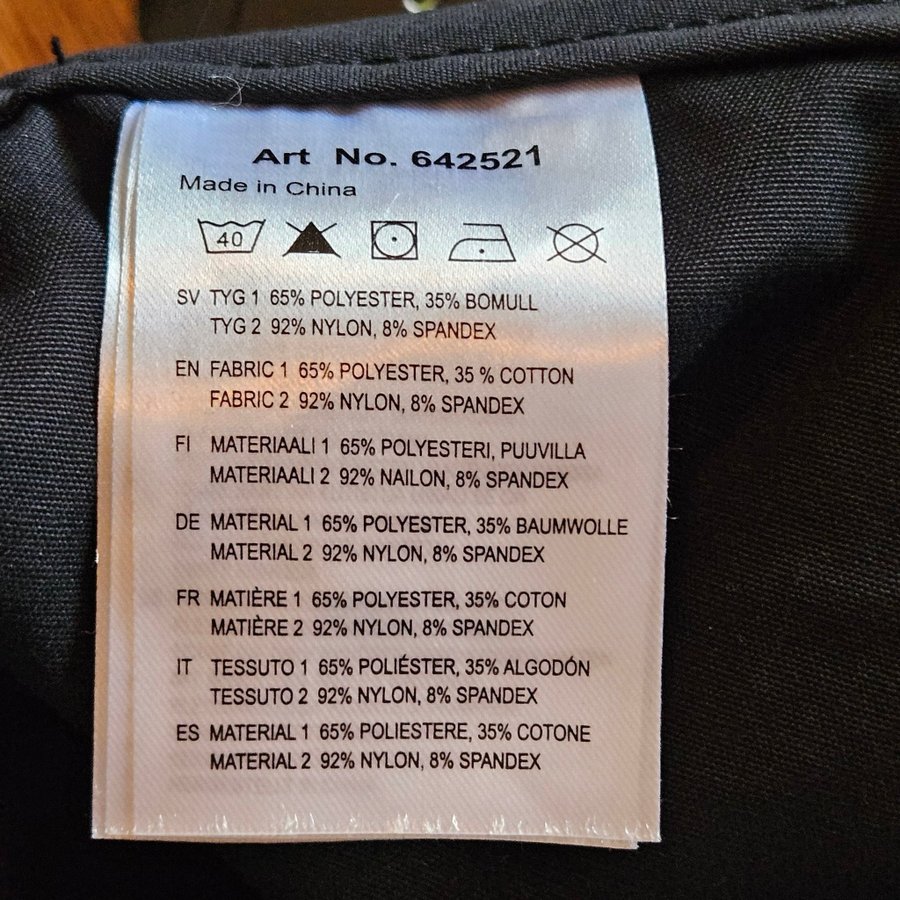 Art No. 642521
Made in China
40
SV TYG 1 65% POLYESTER, 35% BOMULL
TYG 2 92% NYLON, 8% SPANDEX
EN FABRIC 1 65% POLYESTER, 35 % COTTON
FABRIC 2 92% NYLON, 8% SPANDEX
FI MATERIAALI 1 65% POLYESTERI, PUUVILLA
MATERIAALI 2 92% NAILON, 8% SPANDEX
DE MATERIAL 1 65% POLYESTER, 35% BAUMWOLLE
MATERIAL 2 92% NYLON, 8% SPANDEX
FR MATIÈRE 1 65% POLYESTER, 35% COTON
MATIÈRE 2 92% NYLON, 8% SPANDEX
IT TESSUTO 1 65% POLIÉSTER, 35% ALGODÓN
TESSUTO 2 92% NYLON, 8% SPANDEX
ES MATERIAL 1 65% POLIESTERE, 35% COTONE
MATERIAL 2 92% NYLON, 8% SPANDEX